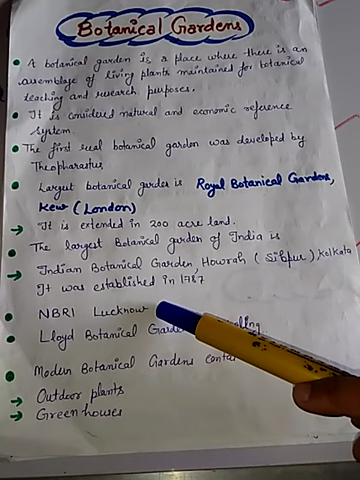 Botanical Gardens
A botanical garden is a place where there is an
assemblage of living plants maintained for botanical
teaching and research purposes.
It is considered natural and economic reference
system.
The first real botanical garden was developed by
Theopharastus
Largest botanical garden is Royal Botanical Gardens,
Kew (London)
→ It is extended in 200 acre land.
The largest Botanical garden of India is
→ Indian Botanical Garden, Howrah (Sibpur), Kolkata
It was established in 1787
NBRI Lucknow
Lloyd Botanical
Modern Botanical Gardens
→ Outdoor plants
→ Green houses